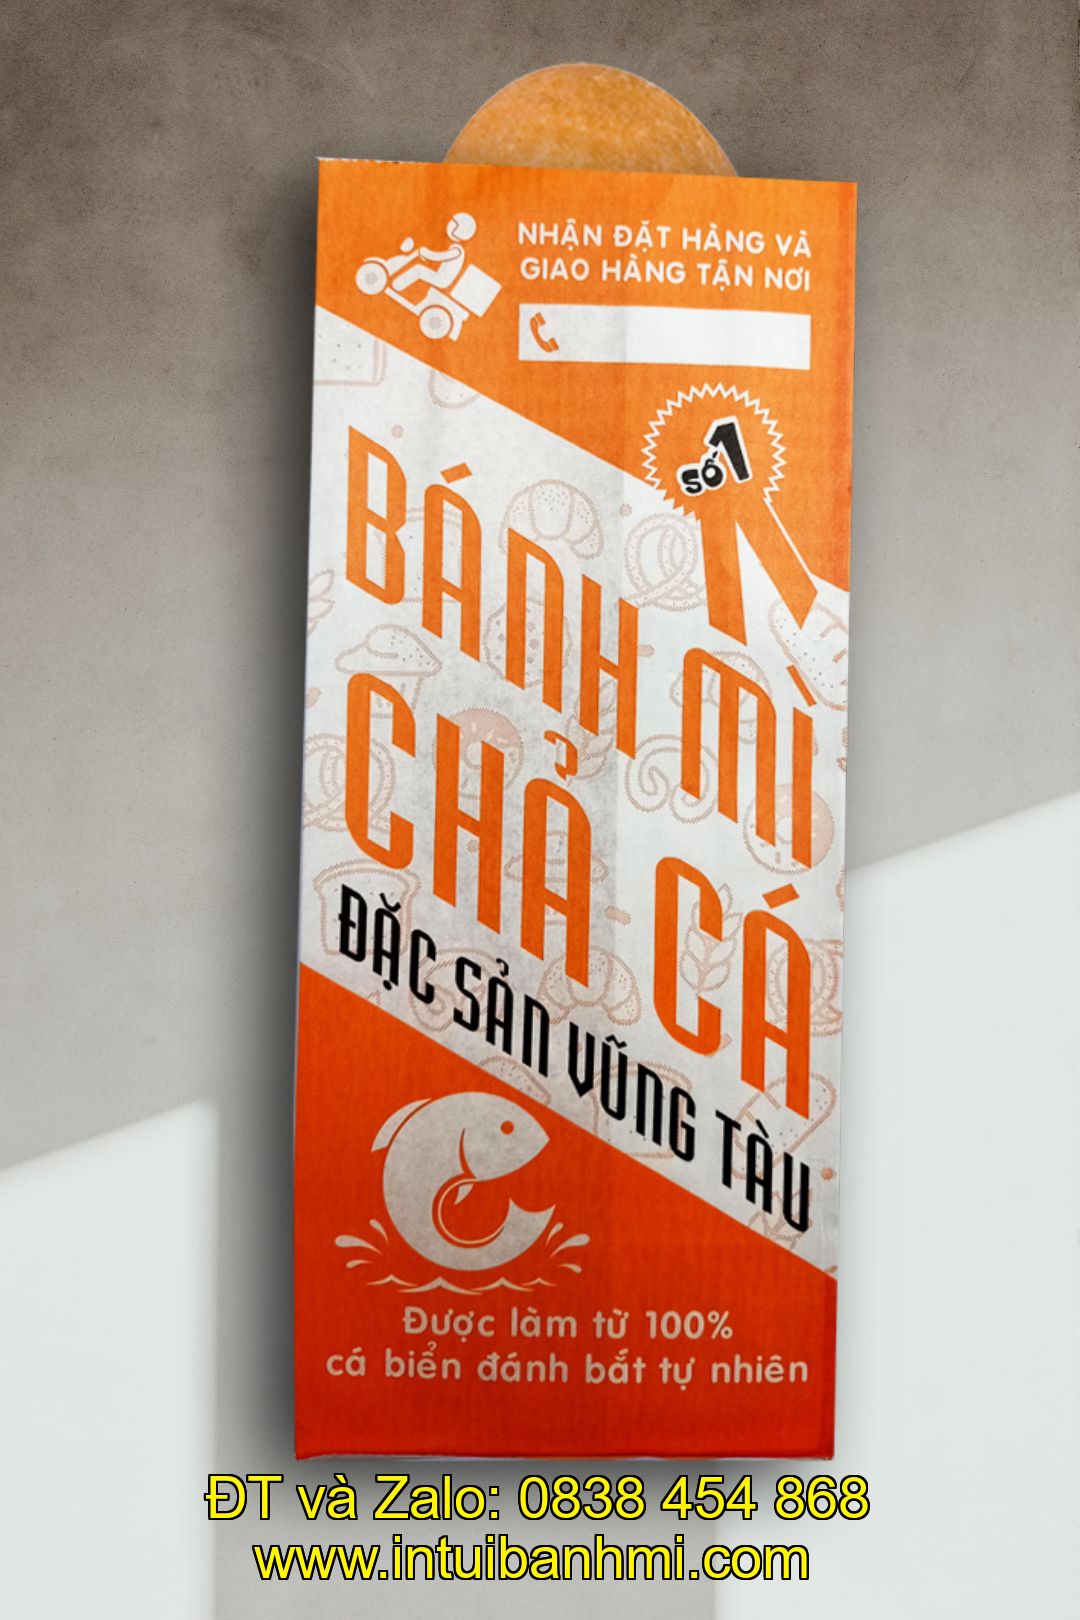 NHẬN ĐẶT HÀNG VÀ
GIAO HÀNG TẬN NƠI
SỐ 1
BÁNH MÌ
CHẢ CÁ
ĐẶC SẢN VŨNG TÀU
Được làm từ 100%
cá biển đánh bắt tự nhiên
ĐT và Zalo: 0838 454 868
www.intuibanhmi.com